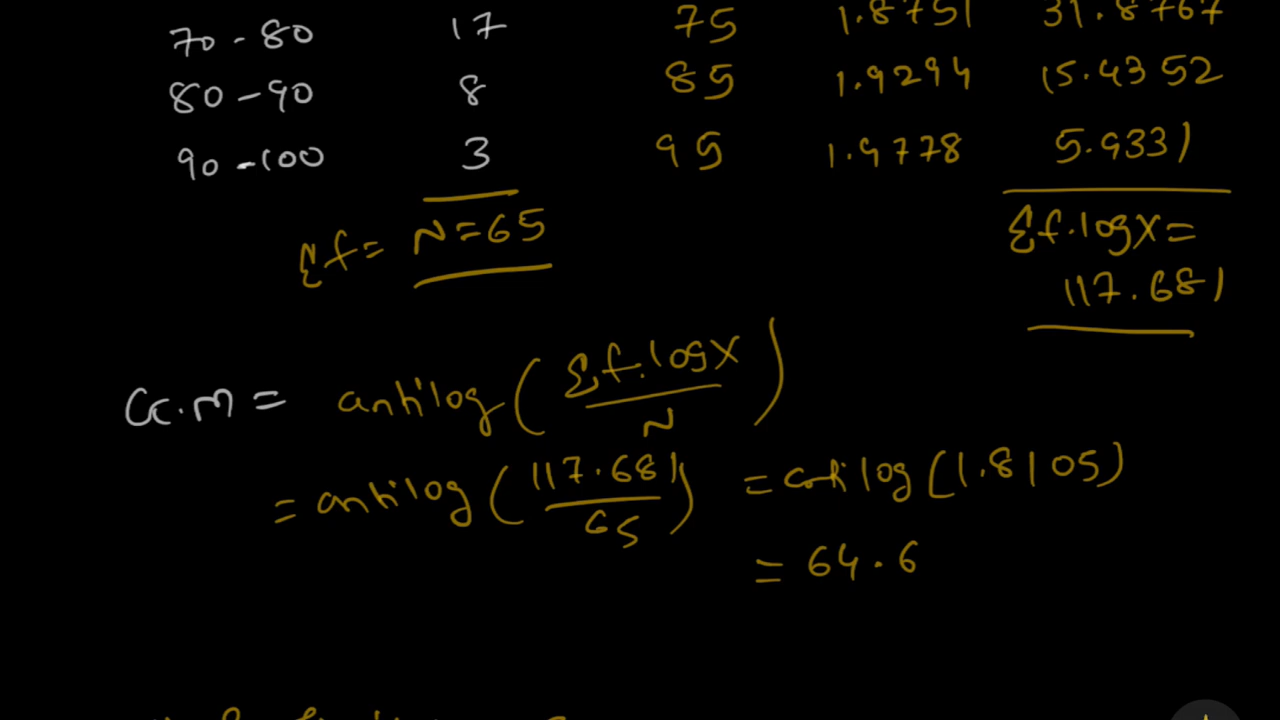 70-80 17 75 1.8751 31.8767
80-90 8 85 1.9294 15.4352
90-100 3 95 1.9778 5.9331
Σf= N=65 Σf.logX=
117.681
G.M= antilog(Σf.logX/N)
= antilog(117.681/65) = antilog(1.8105)
= 64.6